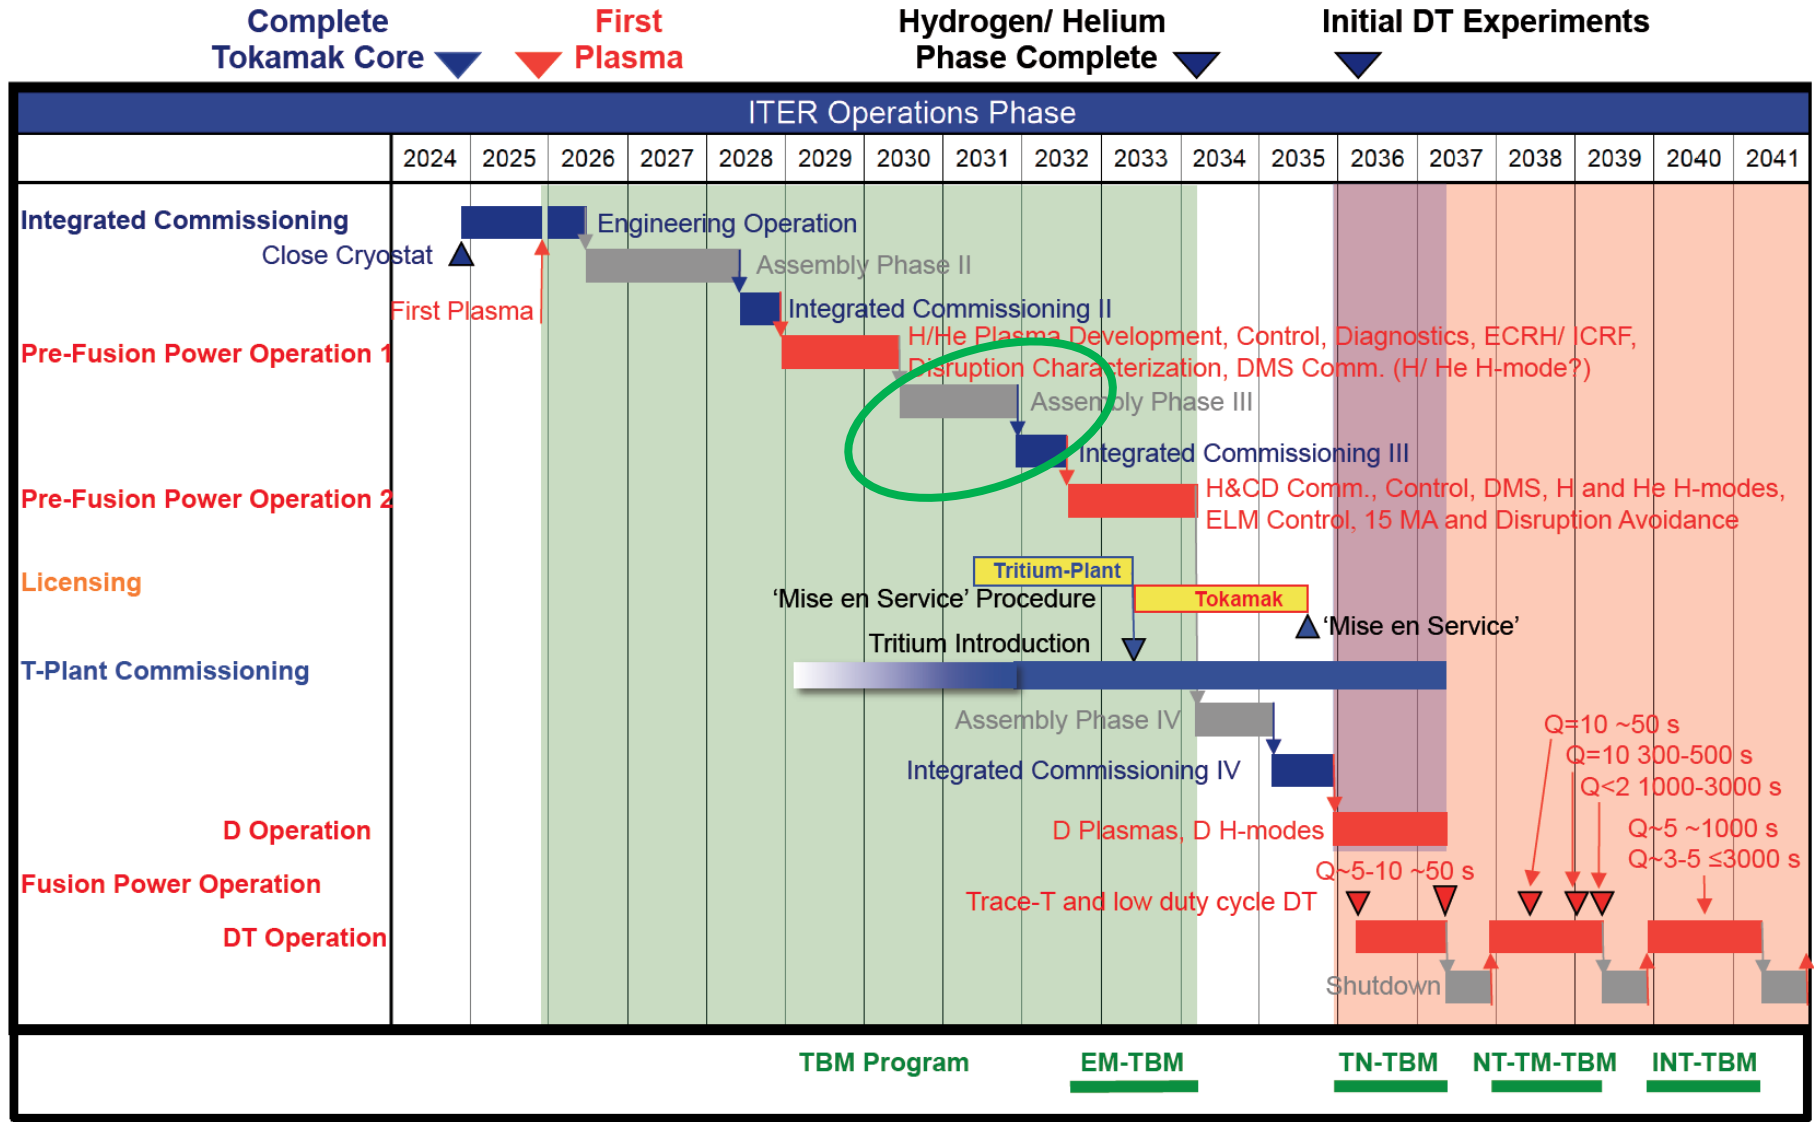 Complete
Tokamak Core
First
Plasma
Hydrogen/ Helium
Phase Complete
Initial DT Experiments
ITER Operations Phase
2024 2025 2026 2027 2028 2029 2030 2031 2032 2033 2034 2035 2036 2037 2038 2039 2040 2041
Integrated Commissioning
Engineering Operation
Close Cryostat
Assembly Phase II
First Plasma
Integrated Commissioning II
Pre-Fusion Power Operation 1
H/He Plasma Development, Control, Diagnostics, ECRH/ ICRF,
Disruption Characterization, DMS Comm. (H/ He H-mode?)
Assembly Phase III
Integrated Commissioning III
Pre-Fusion Power Operation 2
H&CD Comm., Control, DMS, H and He H-modes,
ELM Control, 15 MA and Disruption Avoidance
Licensing
Tritium-Plant
‘Mise en Service’ Procedure
Tokamak
‘Mise en Service’
Tritium Introduction
T-Plant Commissioning
Assembly Phase IV
Q=10 ~50 s
Q=10 300-500 s
Integrated Commissioning IV
Q<2 1000-3000 s
D Operation
D Plasmas, D H-modes
Q~5 ~1000 s
Q~3-5 ≤3000 s
Q~5-10 ~50 s
Fusion Power Operation
Trace-T and low duty cycle DT
DT Operation
Shutdown
TBM Program
EM-TBM
TN-TBM
NT-TM-TBM
INT-TBM